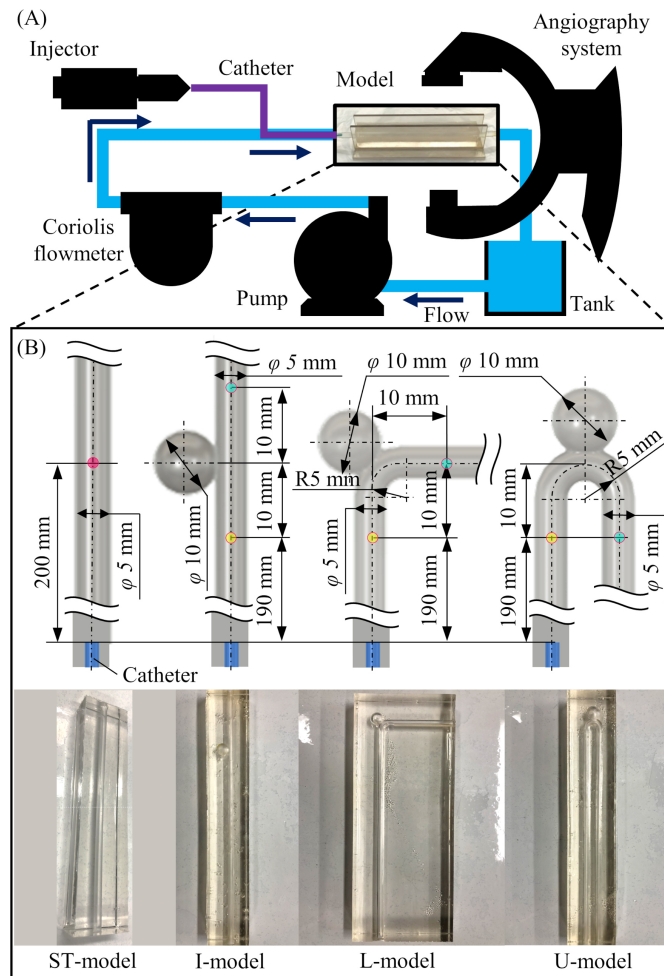 (A)
Injector
Catheter
Model
Angiography
system
Coriolis
flowmeter
Pump
Flow
Tank
(B)
φ 5 mm
φ 10 mm
φ 10 mm
10 mm
10 mm
R5 mm
R5 mm
200 mm
φ 5 mm
φ 10 mm
10 mm
190 mm
φ 5 mm
10 mm
190 mm
10 mm
190 mm
φ 5 mm
Catheter
ST-model
I-model
L-model
U-model